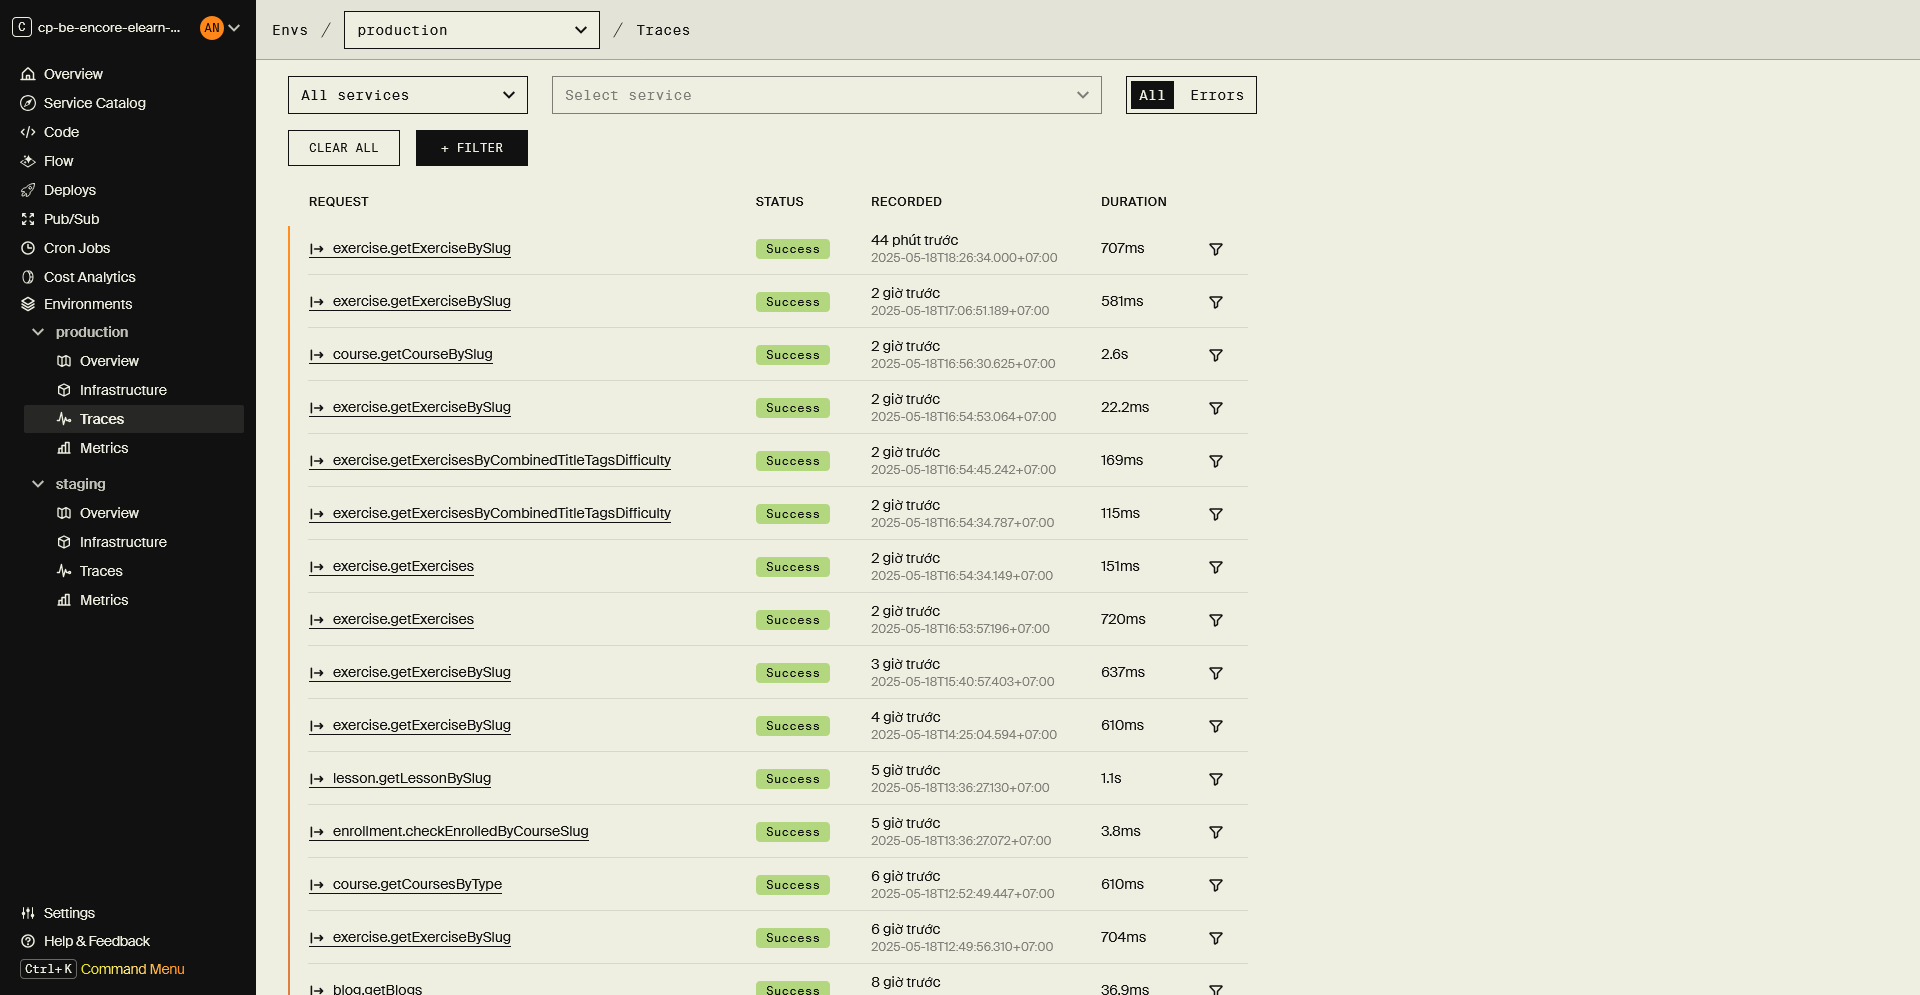 C cp-be-encore-elearn-... AN
Overview
Service Catalog
Code
Flow
Deploys
Pub/Sub
Cron Jobs
Cost Analytics
Environments
production
Overview
Infrastructure
Traces
Metrics
staging
Overview
Infrastructure
Traces
Metrics
Settings
Help & Feedback
Ctrl+K Command Menu
Envs / production / Traces
All services Select service All Errors
CLEAR ALL + FILTER
REQUEST STATUS RECORDED DURATION
exercise.getExerciseBySlug Success 44 phút trước 707ms
2025-05-18T18:26:34.000+07:00
exercise.getExerciseBySlug Success 2 giờ trước 581ms
2025-05-18T17:06:51.189+07:00
course.getCourseBySlug Success 2 giờ trước 2.6s
2025-05-18T16:56:30.625+07:00
exercise.getExerciseBySlug Success 2 giờ trước 22.2ms
2025-05-18T16:54:53.064+07:00
exercise.getExercisesByCombinedTitleTagsDifficulty Success 2 giờ trước 169ms
2025-05-18T16:54:45.242+07:00
exercise.getExercisesByCombinedTitleTagsDifficulty Success 2 giờ trước 115ms
2025-05-18T16:54:34.787+07:00
exercise.getExercises Success 2 giờ trước 151ms
2025-05-18T16:54:34.149+07:00
exercise.getExercises Success 2 giờ trước 720ms
2025-05-18T16:53:57.196+07:00
exercise.getExerciseBySlug Success 3 giờ trước 637ms
2025-05-18T15:40:57.403+07:00
exercise.getExerciseBySlug Success 4 giờ trước 610ms
2025-05-18T14:25:04.594+07:00
lesson.getLessonBySlug Success 5 giờ trước 1.1s
2025-05-18T13:36:27.130+07:00
enrollment.checkEnrolledByCourseSlug Success 5 giờ trước 3.8ms
2025-05-18T13:36:27.072+07:00
course.getCoursesByType Success 6 giờ trước 610ms
2025-05-18T12:52:49.447+07:00
exercise.getExerciseBySlug Success 6 giờ trước 704ms
2025-05-18T12:49:56.310+07:00
blog.getBlogs Success 8 giờ trước 36.9ms